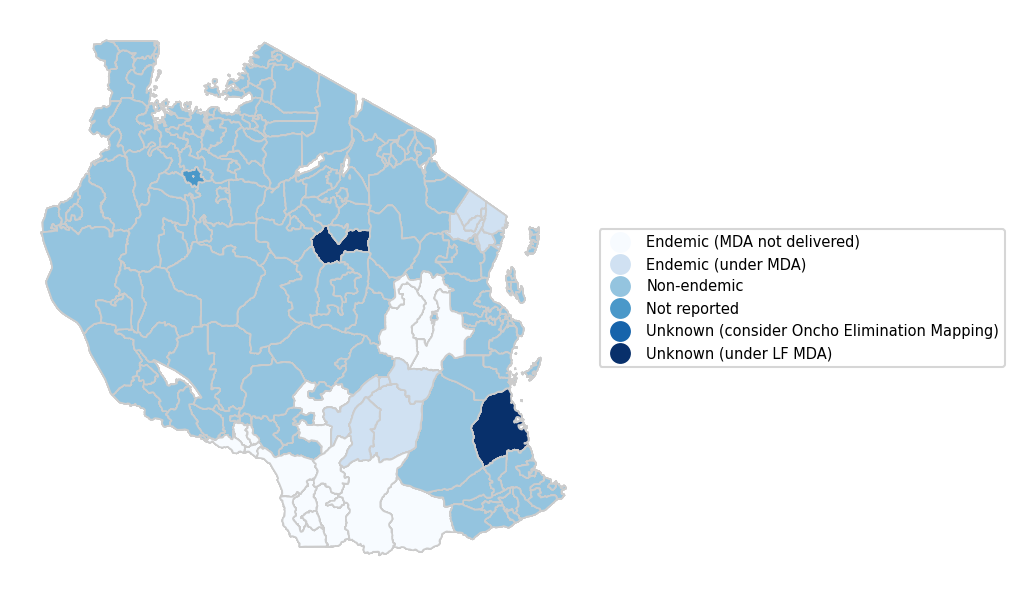 Endemic (MDA not delivered)
Endemic (under MDA)
Non-endemic
Not reported
Unknown (consider Oncho Elimination Mapping)
Unknown (under LF MDA)